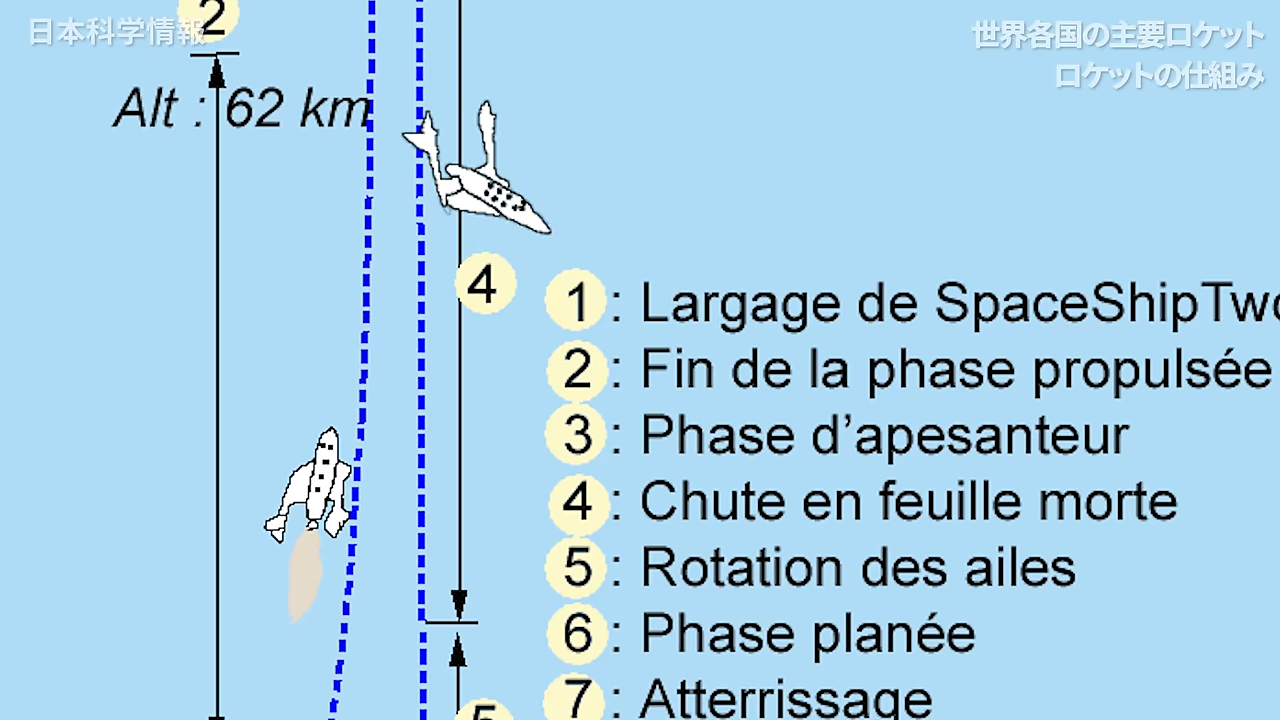 日本科学情報
世界各国の主要ロケット
ロケットの仕組み
2
Alt : 62 km
4
1 : Largage de SpaceShipTwo
2 : Fin de la phase propulsée
3 : Phase d’apesanteur
4 : Chute en feuille morte
5 : Rotation des ailes
6 : Phase planée
7 : Atterrissage
5